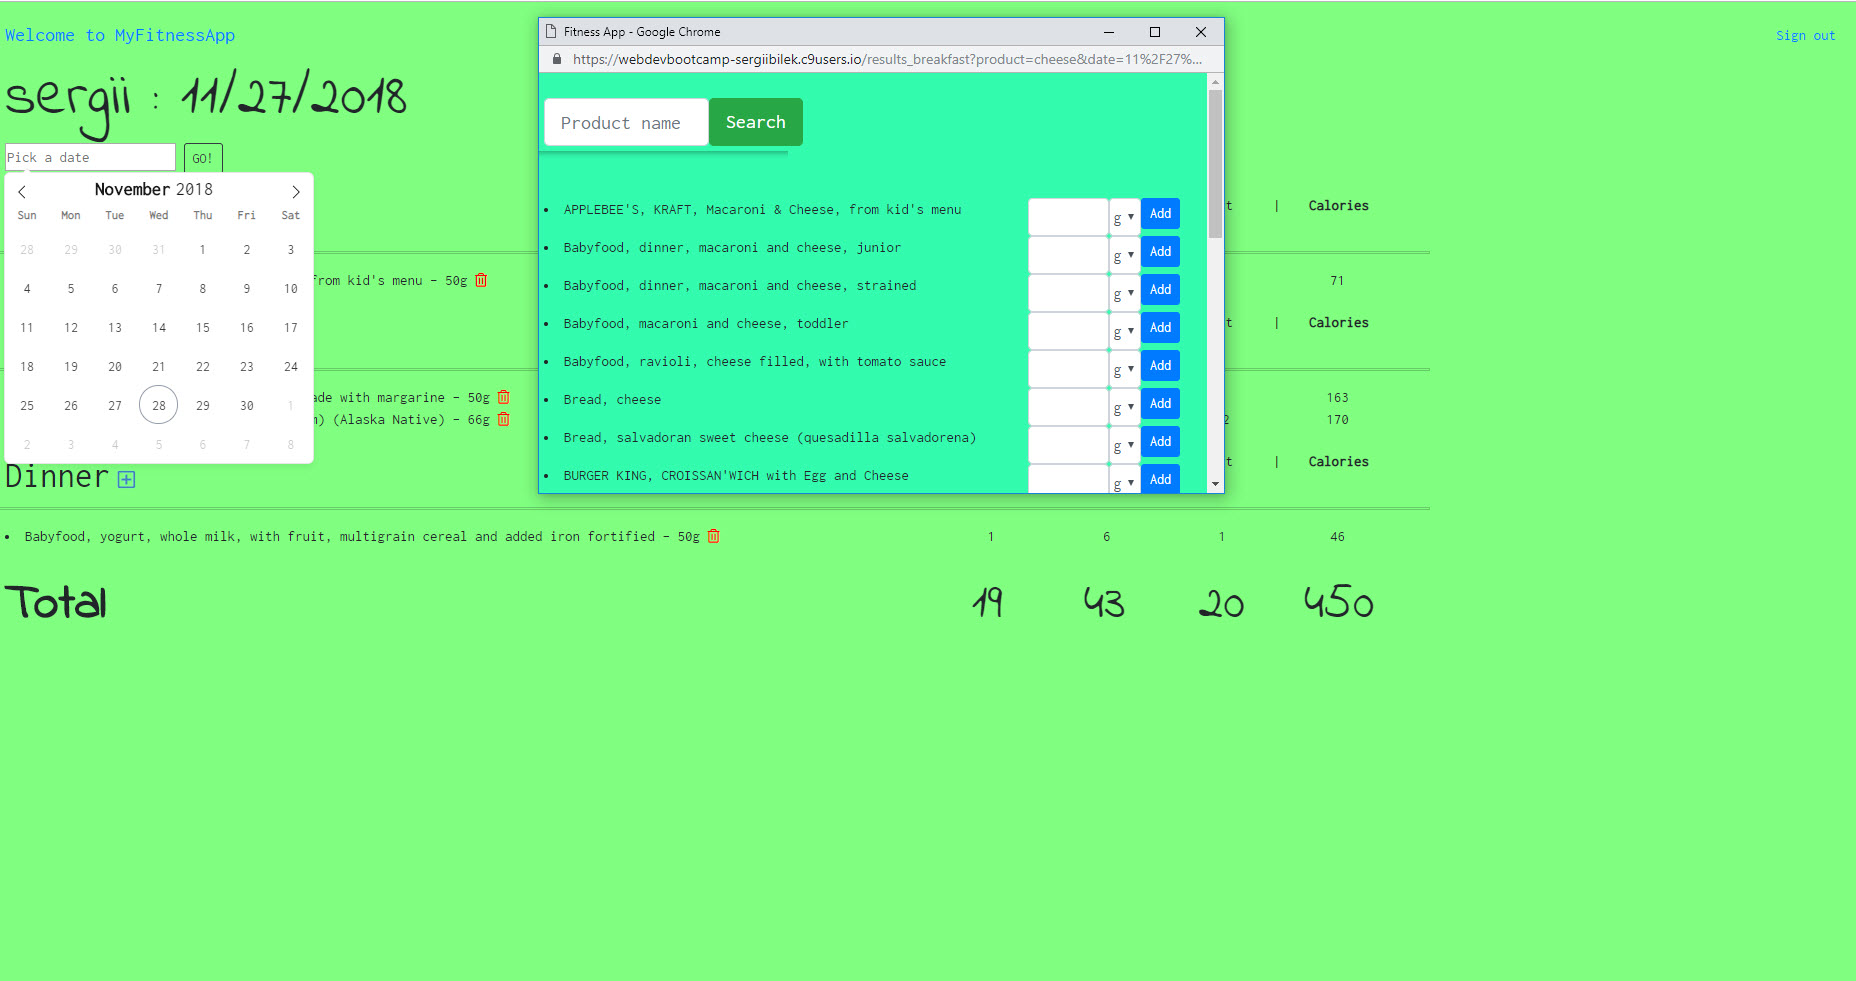 Welcome to MyFitnessApp
Sign out
sergii : 11/27/2018
Pick a date GO!
November 2018
Sun Mon Tue Wed Thu Fri Sat
28 29 30 31 1 2 3
4 5 6 7 8 9 10
11 12 13 14 15 16 17
18 19 20 21 22 23 24
25 26 27 28 29 30 1
2 3 4 5 6 7 8
Fitness App - Google Chrome
https://webdevbootcamp-sergiibilek.c9users.io/results_breakfast?product=cheese&date=11%2F27%...
Product name Search
• APPLEBEE'S, KRAFT, Macaroni & Cheese, from kid's menu g Add
• Babyfood, dinner, macaroni and cheese, junior g Add
• Babyfood, dinner, macaroni and cheese, strained g Add
• Babyfood, macaroni and cheese, toddler g Add
• Babyfood, ravioli, cheese filled, with tomato sauce g Add
• Bread, cheese g Add
• Bread, salvadoran sweet cheese (quesadilla salvadorena) g Add
• BURGER KING, CROISSAN'WICH with Egg and Cheese g Add
t | Calories
from kid's menu - 50g 71
t | Calories
ade with margarine - 50g 163
) (Alaska Native) - 66g 2 170
Dinner t | Calories
• Babyfood, yogurt, whole milk, with fruit, multigrain cereal and added iron fortified - 50g 1 6 1 46
Total 19 43 20 450